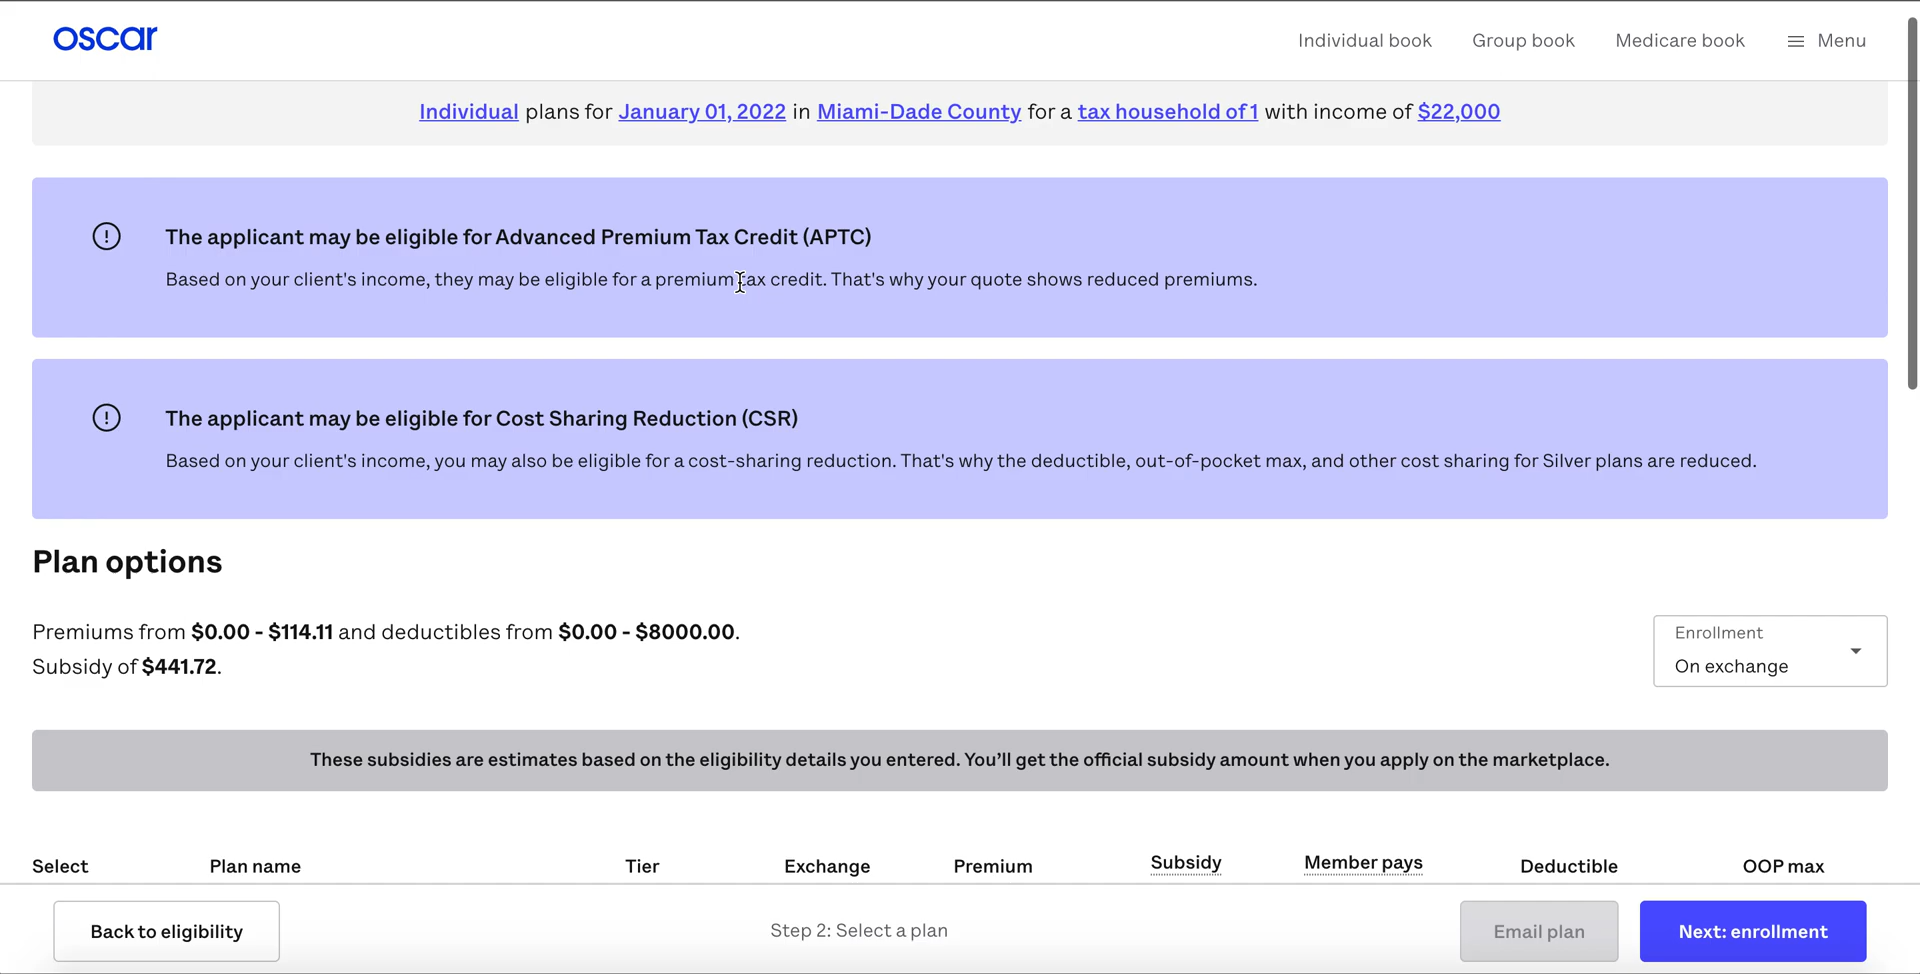 oscar
Individual book
Group book
Medicare book
Menu
Individual plans for January 01, 2022 in Miami-Dade County for a tax household of 1 with income of $22,000
The applicant may be eligible for Advanced Premium Tax Credit (APTC)
Based on your client's income, they may be eligible for a premium tax credit. That's why your quote shows reduced premiums.
The applicant may be eligible for Cost Sharing Reduction (CSR)
Based on your client's income, you may also be eligible for a cost-sharing reduction. That's why the deductible, out-of-pocket max, and other cost sharing for Silver plans are reduced.
Plan options
Premiums from $0.00 - $114.11 and deductibles from $0.00 - $8000.00.
Subsidy of $441.72.
Enrollment
On exchange
These subsidies are estimates based on the eligibility details you entered. You’ll get the official subsidy amount when you apply on the marketplace.
Select
Plan name
Tier
Exchange
Premium
Subsidy
Member pays
Deductible
OOP max
Back to eligibility
Step 2: Select a plan
Email plan
Next: enrollment